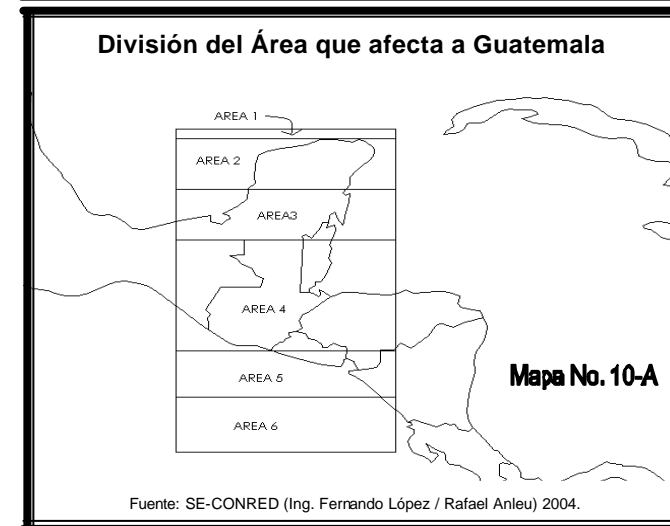 División del Área que afecta a Guatemala
AREA 1
AREA 2
AREA3
AREA 4
AREA 5
AREA 6
Mapa No. 10-A
Fuente: SE-CONRED (Ing. Fernando López / Rafael Anleu) 2004.